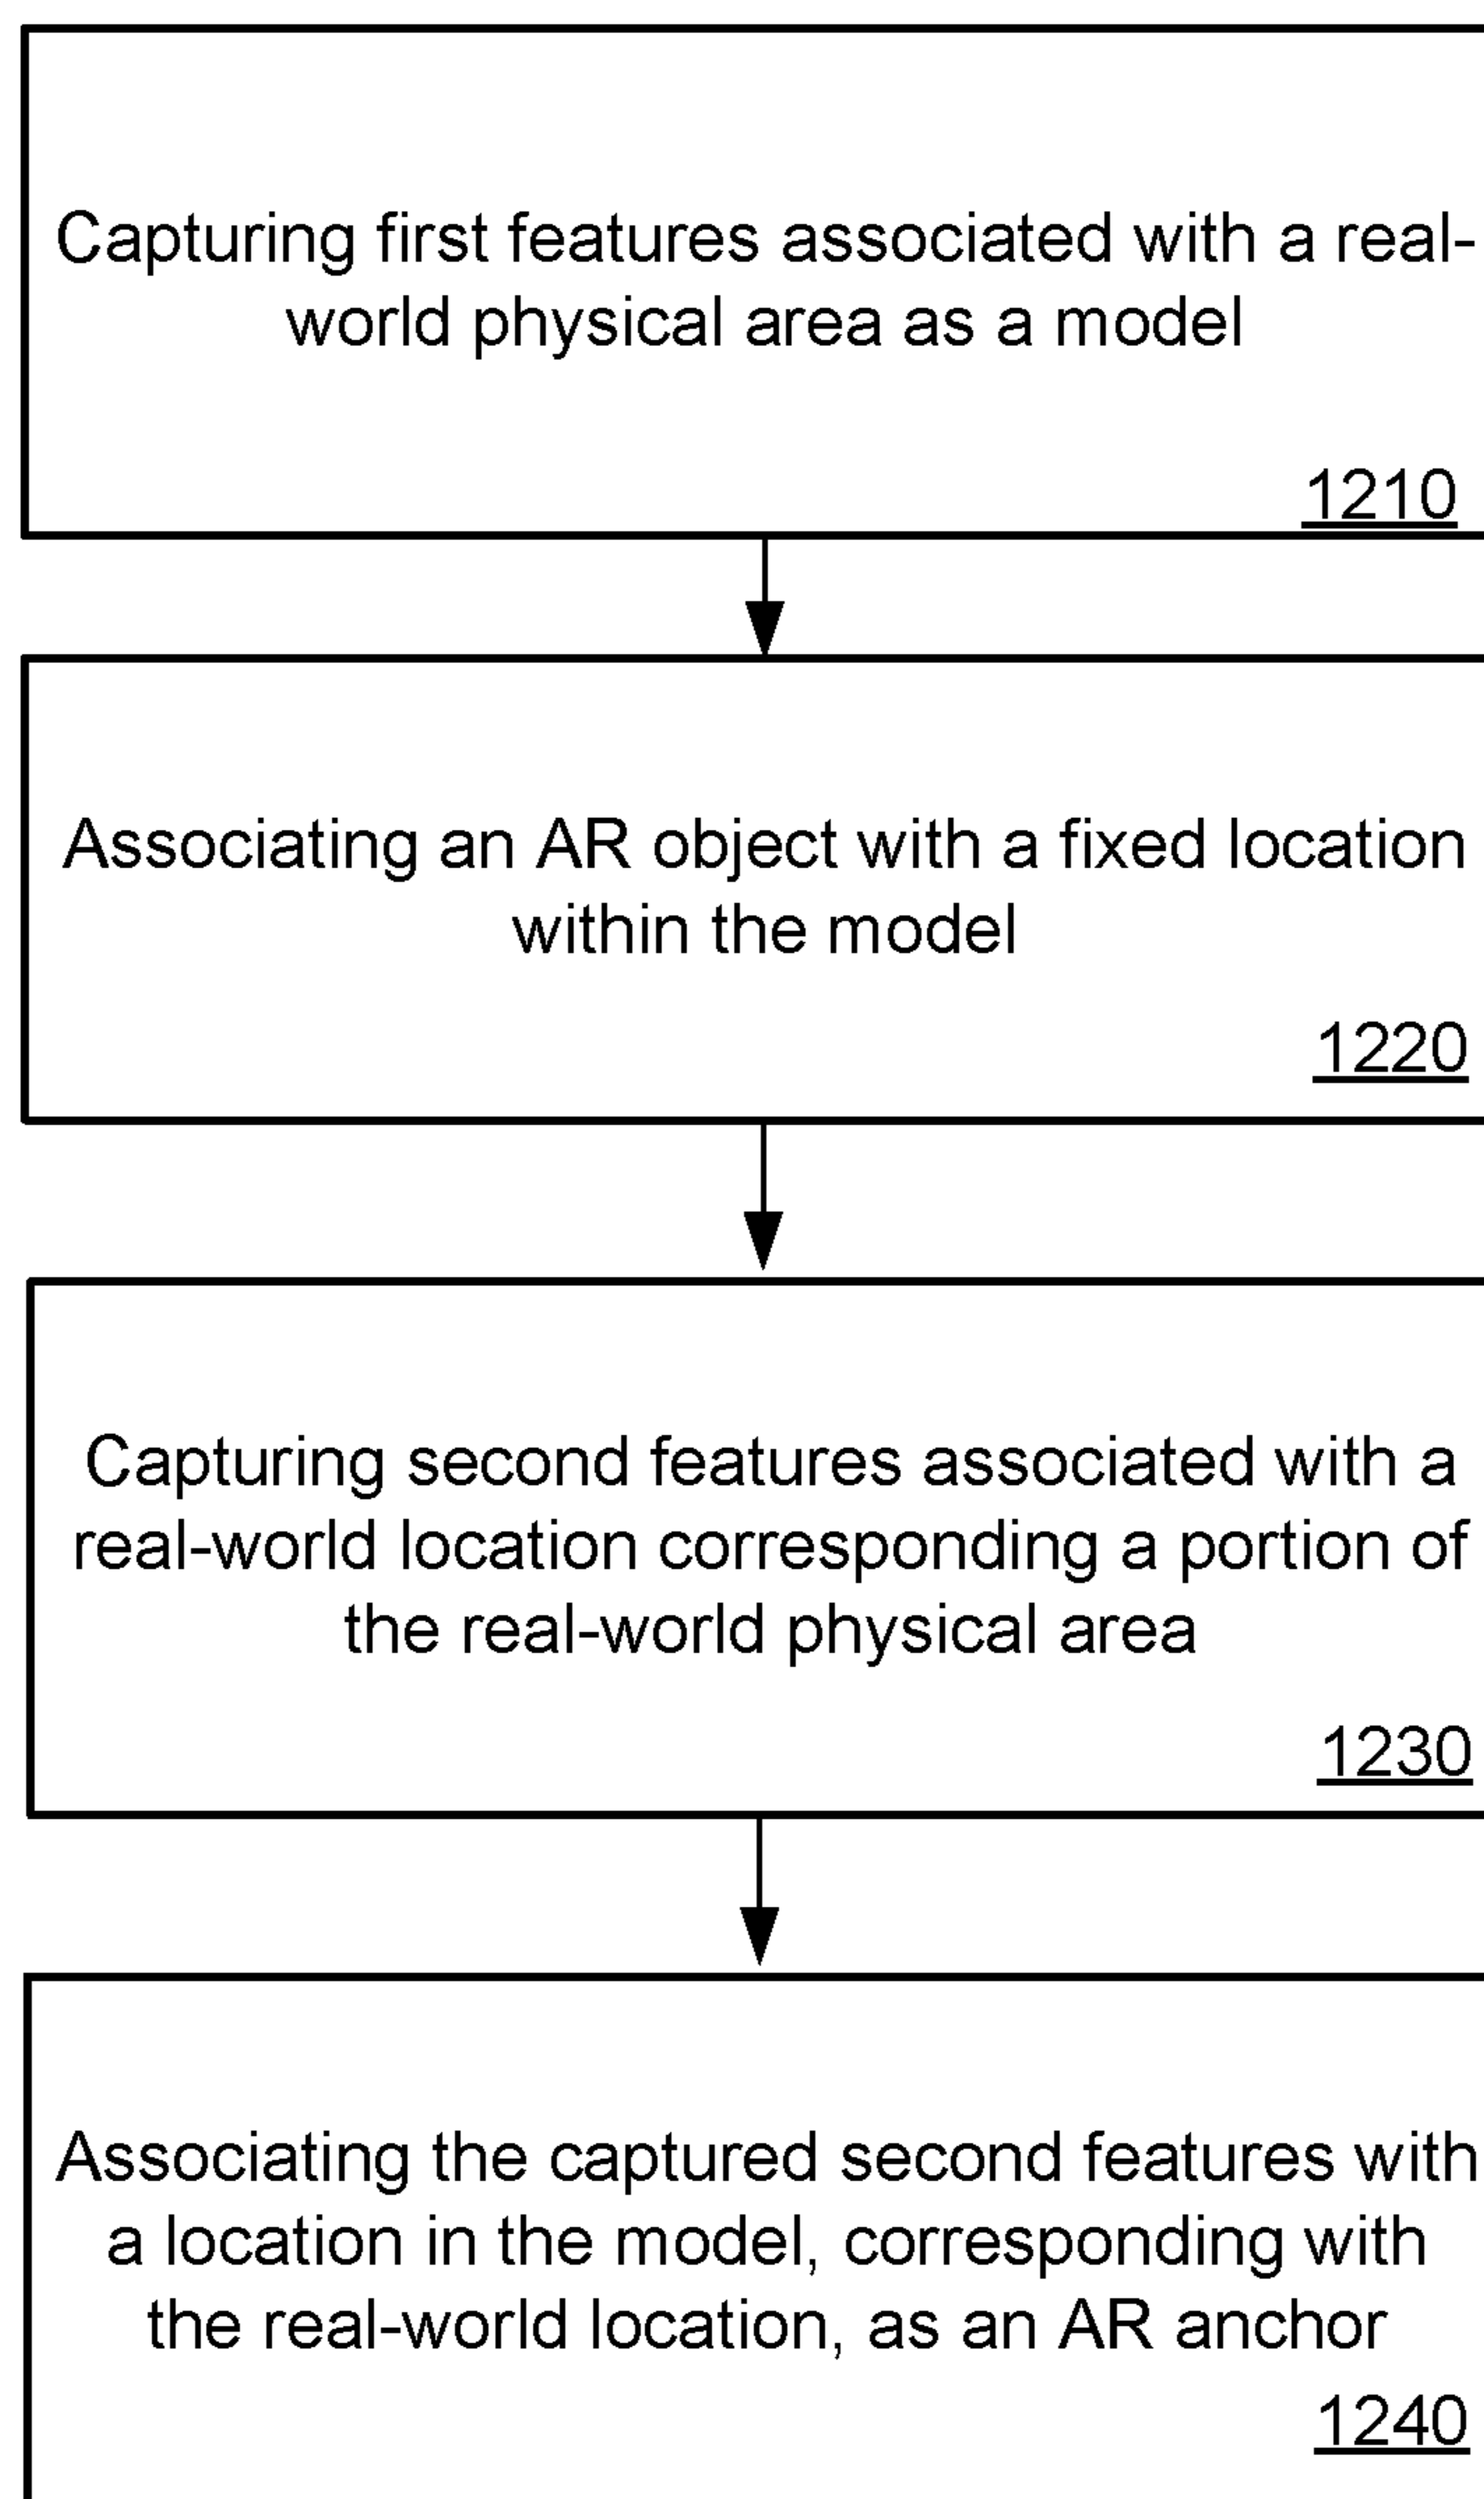 Capturing first features associated with a real-
world physical area as a model
1210
Associating an AR object with a fixed location
within the model
1220
Capturing second features associated with a
real-world location corresponding a portion of
the real-world physical area
1230
Associating the captured second features with
a location in the model, corresponding with
the real-world location, as an AR anchor
1240